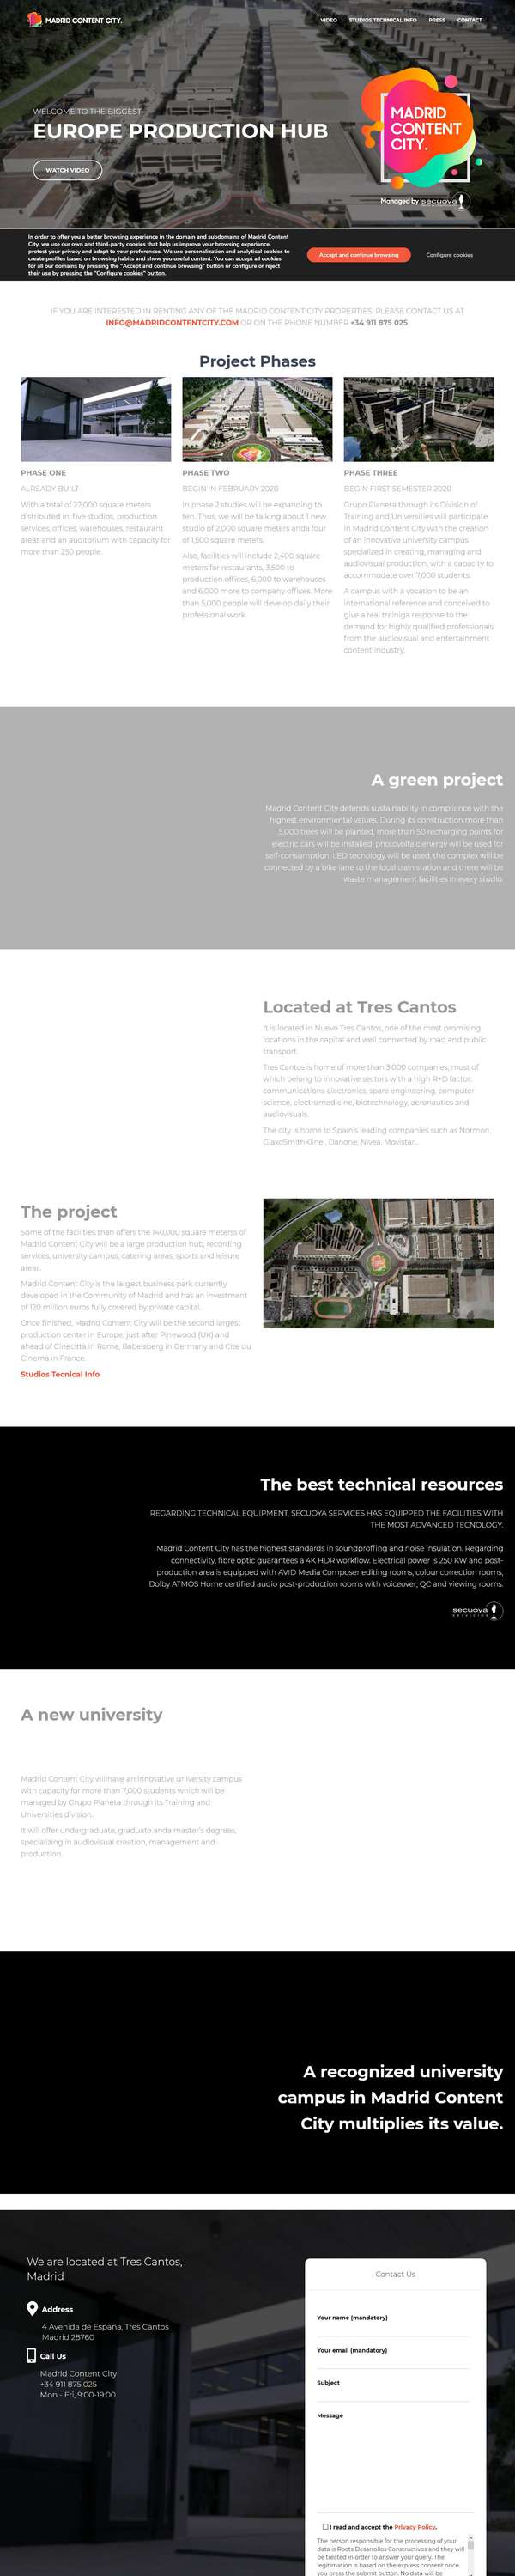 MADRID CONTENT CITY.
VIDEO STUDIOS TECHNICAL INFO PRESS CONTACT
WELCOME TO THE BIGGEST
EUROPE PRODUCTION HUB
WATCH VIDEO
MADRID
CONTENT
CITY.
Managed by secuoya
In order to offer you a better browsing experience in the domain and subdomains of Madrid Content
City, we use our own and third-party cookies that help us improve your browsing experience,
protect your privacy and adapt to your preferences. We use personalization and analytical cookies to
create profiles based on browsing habits and show you useful content. You can accept all cookies
for all our domains by pressing the "Accept and continue browsing" button or configure or reject
their use by pressing the "Configure cookies" button.
Accept and continue browsing
Configure cookies
IF YOU ARE INTERESTED IN RENTING ANY OF THE MADRID CONTENT CITY PROPERTIES, PLEASE CONTACT US AT
INFO@MADRIDCONTENTCITY.COM OR ON THE PHONE NUMBER +34 911 875 025
Project Phases
PHASE ONE
ALREADY BUILT
With a total of 22,000 square meters
distributed in: five studios, production
services, offices, warehouses, restaurant
areas and an auditorium with capacity for
more than 250 people.
PHASE TWO
BEGIN IN FEBRUARY 2020
In phase 2 studies will be expanding to
ten. Thus, we will be talking about 1 new
studio of 2,000 square meters anda four
of 1,500 square meters.
Also, facilities will include 2,400 square
meters for restaurants, 3,500 to
production offices, 6,000 to warehouses
and 6,000 more to company offices. More
than 5,000 people will develop daily their
professional work.
PHASE THREE
BEGIN FIRST SEMESTER 2020
Grupo Planeta through its Division of
Training and Universities will participate
in Madrid Content City with the creation
of an innovative university campus
specialized in creating, managing and
audiovisual production, with a capacity to
accommodate over 7,000 students.
A campus with a vocation to be an
international reference and conceived to
give a real trainiga response to the
demand for highly qualified professionals
from the audiovisual and entertainment
content industry.
A green project
Madrid Content City defends sustainability in compliance with the
highest environmental values. During its construction more than
5,000 trees will be planted, more than 50 recharging points for
electric cars will be installed, photovoltaic energy will be used for
self-consumption, LED tecnology will be used, the complex will be
connected by a bike lane to the local train station and there will be
waste management facilities in every studio.
Located at Tres Cantos
It is located in Nuevo Tres Cantos, one of the most promising
locations in the capital and well connected by road and public
transport.
Tres Cantos is home of more than 3,000 companies, most of
which belong to innovative sectors with a high R+D factor:
communications electronics, spare engineering, computer
science, electromedicine, biotechnology, aeronautics and
audiovisuals.
The city is home to Spain's leading companies such as Normon,
GlaxoSmithKline , Danone, Nivea, Movistar…
The project
Some of the facilities than offers the 140,000 square meterss of
Madrid Content City will be a large production hub, recording
services, university campus, catering areas, sports and leisure
areas.
Madrid Content City is the largest business park currently
developed in the Community of Madrid and has an investment
of 120 million euros fully covered by private capital.
Once finished, Madrid Content City will be the second largest
production center in Europe, just after Pinewood (UK) and
ahead of Cinecitta in Rome, Babelsberg in Germany and Cite du
Cinema in France.
Studios Tecnical Info
The best technical resources
REGARDING TECHNICAL EQUIPMENT, SECUOYA SERVICES HAS EQUIPPED THE FACILITIES WITH
THE MOST ADVANCED TECNOLOGY.
Madrid Content City has the highest standards in soundproffing and noise insulation. Regarding
connectivity, fibre optic guarantees a 4K HDR workflow. Electrical power is 250 KW and post-
production area is equipped with AVID Media Composer editing rooms, colour correction rooms,
Dolby ATMOS Home certified audio post-production rooms with voiceover, QC and viewing rooms.
secuoya
servicios
A new university
Madrid Content City willhave an innovative university campus
with capacity for more than 7,000 students which will be
managed by Grupo Planeta through its Training and
Universities division.
It will offer undergraduate, graduate anda master's degrees,
specializing in audiovisual creation, management and
production.
A recognized university
campus in Madrid Content
City multiplies its value.
We are located at Tres Cantos,
Madrid
Address
4 Avenida de España, Tres Cantos
Madrid 28760
Call Us
Madrid Content City
+34 911 875 025
Mon - Fri, 9:00-19:00
Contact Us
Your name (mandatory)
Your email (mandatory)
Subject
Message
I read and accept the Privacy Policy.
The person responsible for the processing of your
data is Roots Desarrollos Constructivos and they will
be treated in order to answer your query. The
legitimation is based on the express consent once
you press the submit button. No data will be